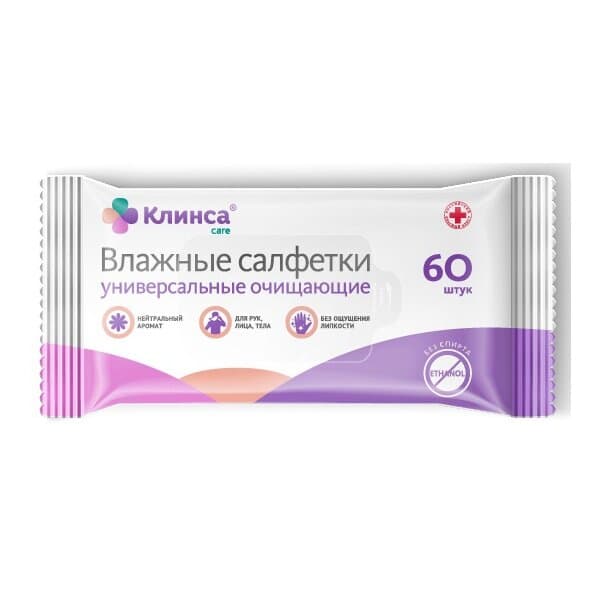 Клинса®
care
Влажные салфетки
универсальные очищающие
60
штук
НЕЙТРАЛЬНЫЙ
АРОМАТ
ДЛЯ РУК,
ЛИЦА, ТЕЛА
БЕЗ ОЩУЩЕНИЯ
ЛИПКОСТИ
БЕЗ СПИРТА
ETHANOL